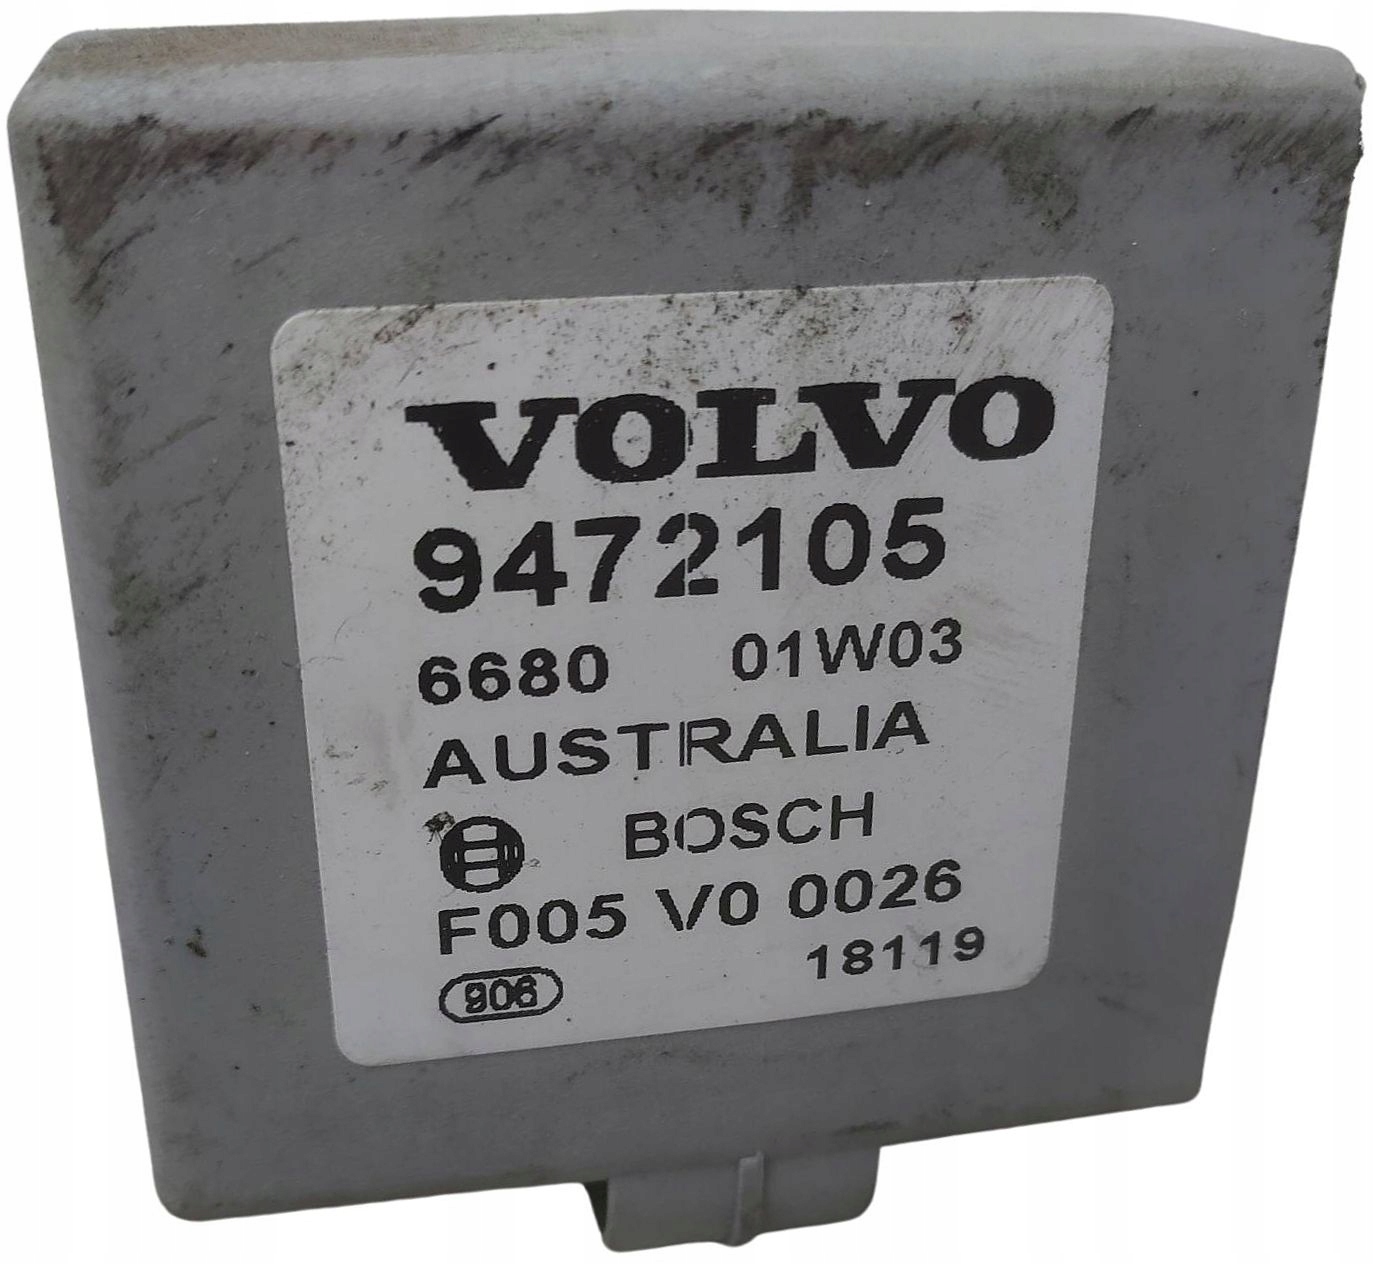 VOLVO
9472105
6680 01W03
AUSTRALIA
BOSCH
F005 V0 0026
18119
906